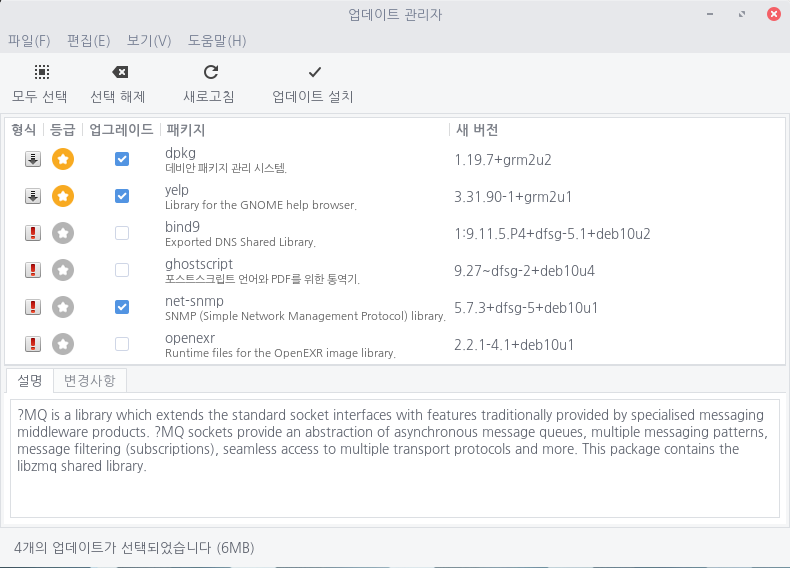 업데이트 관리자
파일(F) 편집(E) 보기(V) 도움말(H)
모두 선택 선택 해제 새로고침 업데이트 설치
형식 등급 업그레이드 패키지 새 버전
dpkg 1.19.7+grm2u2
데비안 패키지 관리 시스템.
yelp 3.31.90-1+grm2u1
Library for the GNOME help browser.
bind9 1:9.11.5.P4+dfsg-5.1+deb10u2
Exported DNS Shared Library.
ghostscript 9.27~dfsg-2+deb10u4
포스트스크립트 언어와 PDF를 위한 통역기.
net-snmp 5.7.3+dfsg-5+deb10u1
SNMP (Simple Network Management Protocol) library.
openexr 2.2.1-4.1+deb10u1
Runtime files for the OpenEXR image library.
설명 변경사항
?MQ is a library which extends the standard socket interfaces with features traditionally provided by specialised messaging
middleware products. ?MQ sockets provide an abstraction of asynchronous message queues, multiple messaging patterns,
message filtering (subscriptions), seamless access to multiple transport protocols and more. This package contains the
libzmq shared library.
4개의 업데이트가 선택되었습니다 (6MB)